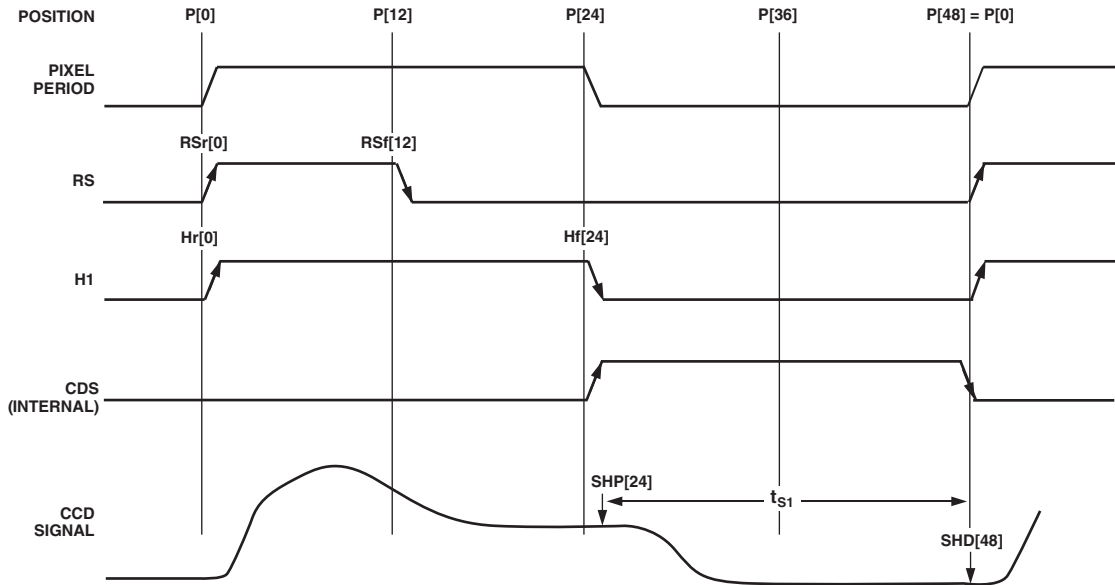 POSITION P[0] P[12] P[24] P[36] P[48] = P[0]
PIXEL
PERIOD
RSr[0] RSf[12]
RS
Hr[0] Hf[24]
H1
CDS
(INTERNAL)
SHP[24]
tS1
CCD
SIGNAL
SHD[48]